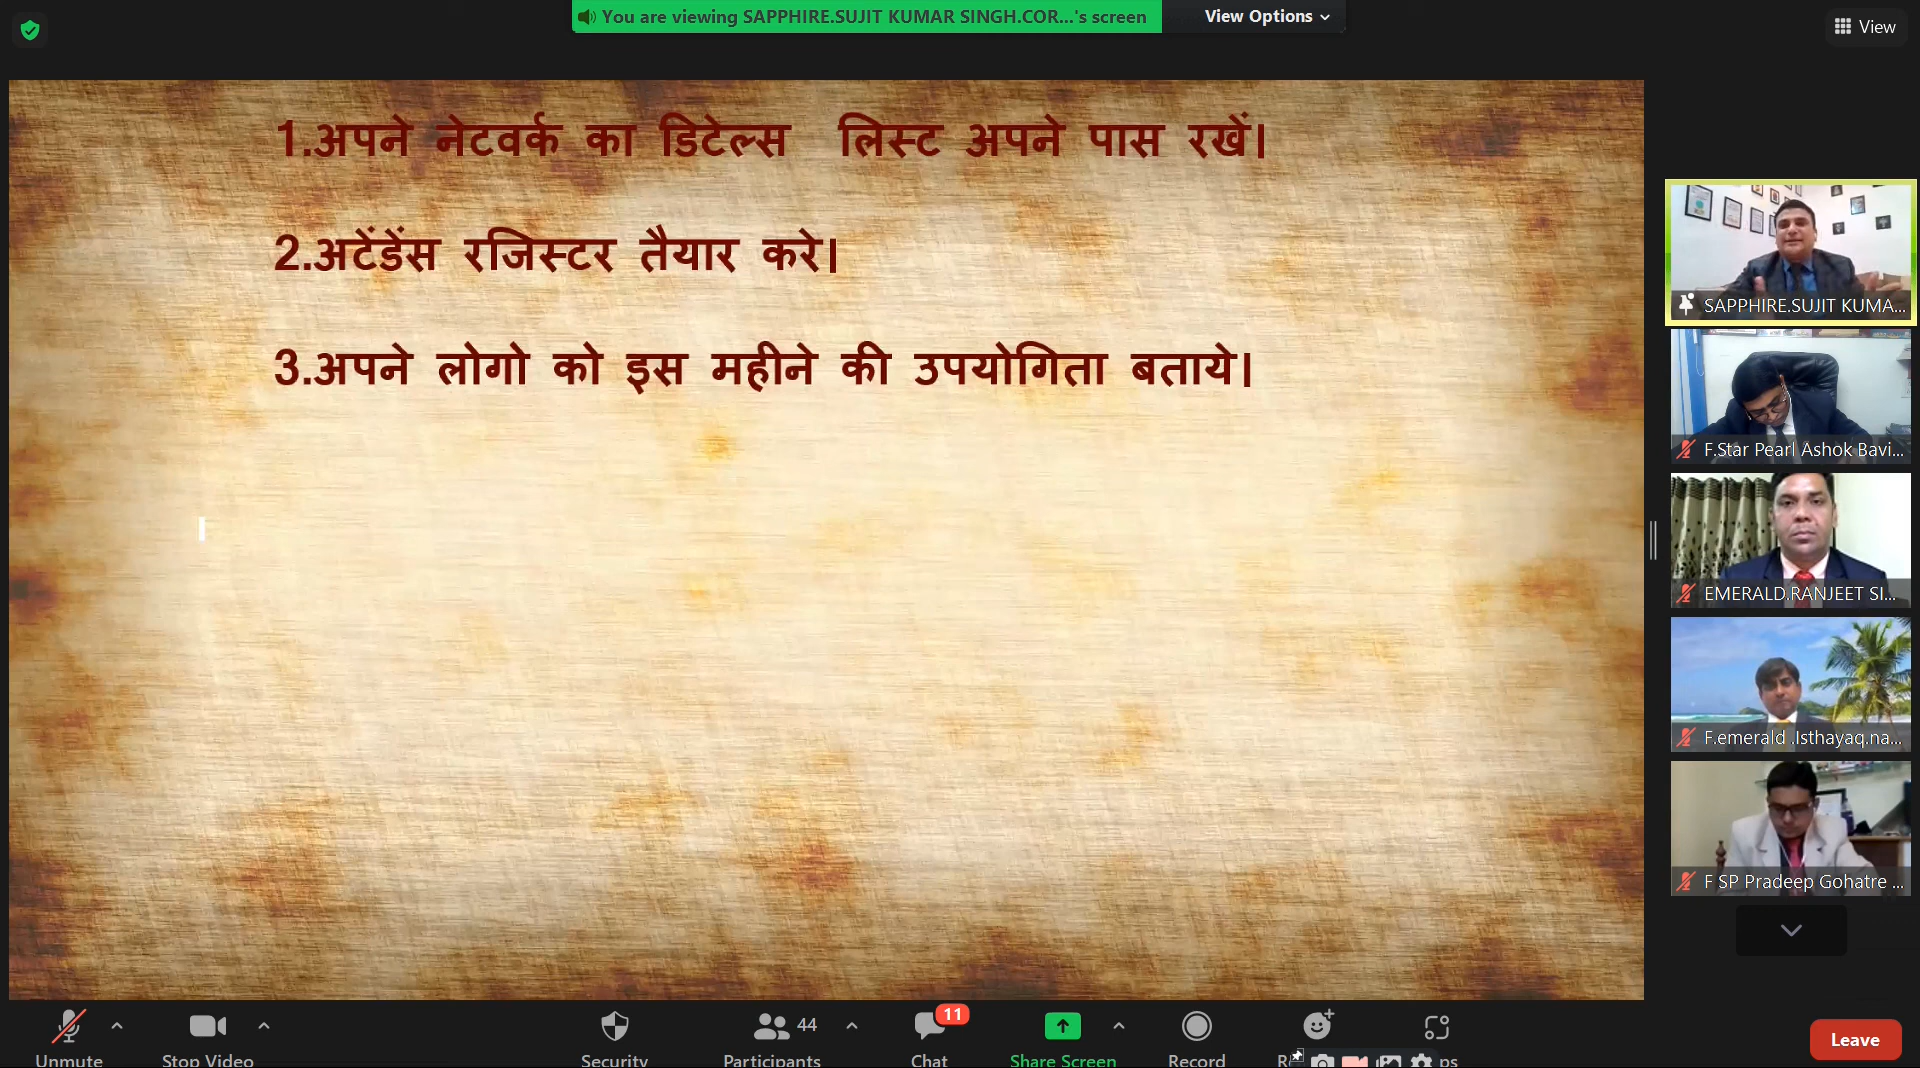 You are viewing SAPPHIRE.SUJIT KUMAR SINGH.COR...'s screen
View Options
View
1.अपने नेटवर्क का डिटेल्स लिस्ट अपने पास रखें।
2.अटेंडेंस रजिस्टर तैयार करे।
3.अपने लोगो को इस महीने की उपयोगिता बताये।
SAPPHIRE.SUJIT KUMA...
F.Star Pearl Ashok Bavi...
EMERALD.RANJEET SI...
F.emerald .Isthayaq.na...
F SP Pradeep Gohatre ...
44
11
Unmute
Stop Video
Security
Participants
Chat
Share Screen
Record
Leave